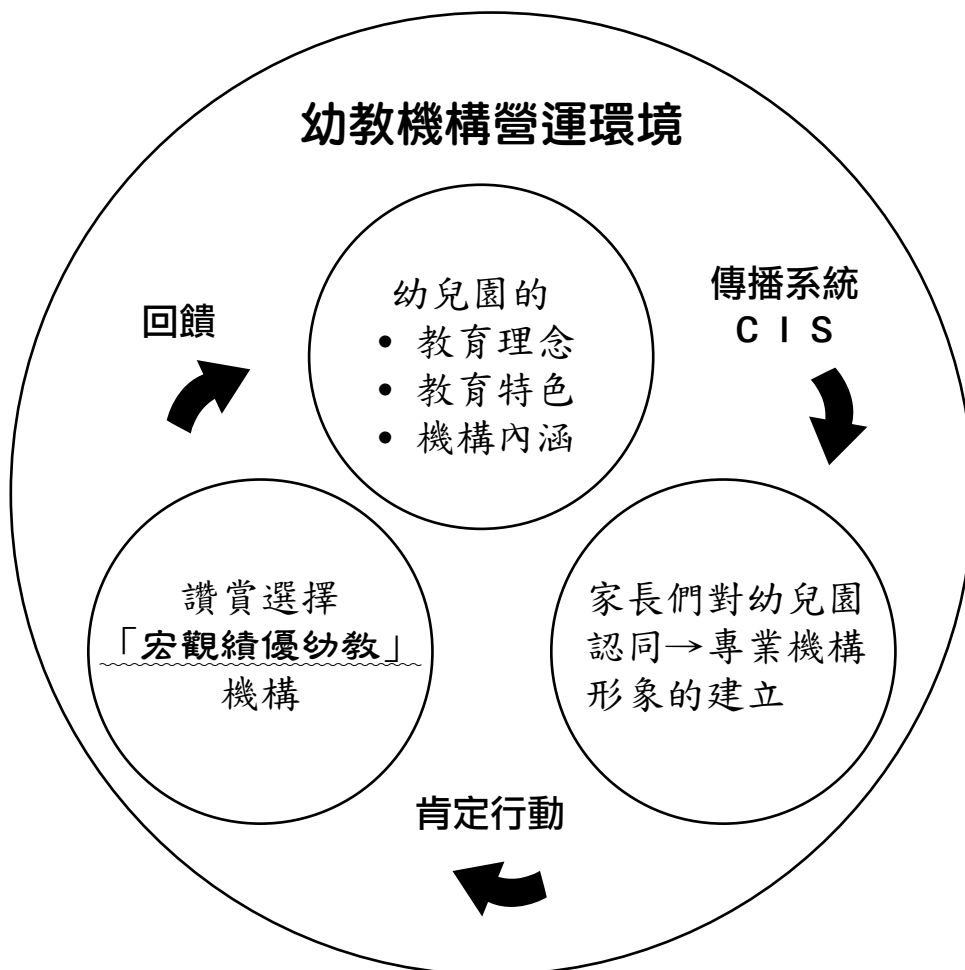 幼教機構營運環境
幼兒園的
• 教育理念
• 教育特色
• 機構內涵
傳播系統
CIS
家長們對幼兒園
認同→專業機構
形象的建立
肯定行動
讚賞選擇
「宏觀績優幼教」
機構
回饋